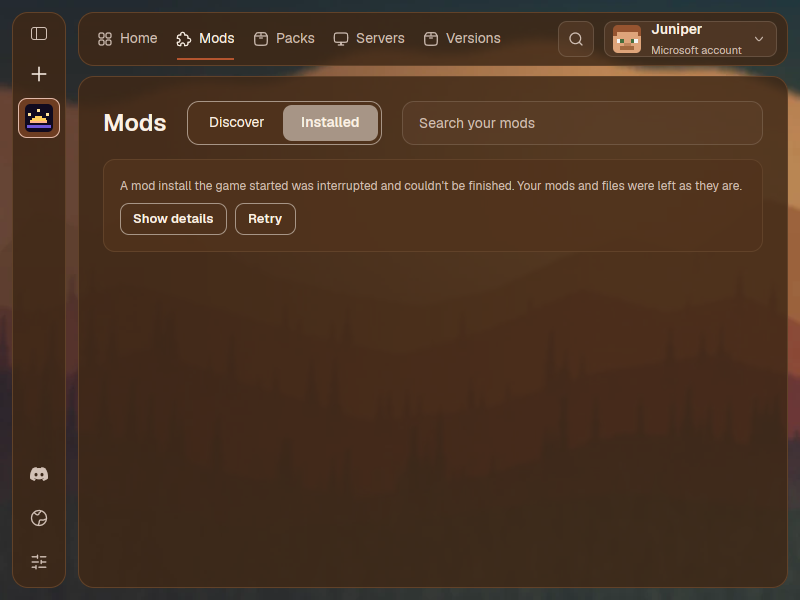 Home
Mods
Packs
Servers
Versions
Juniper
Microsoft account
Mods
Discover
Installed
Search your mods
A mod install the game started was interrupted and couldn't be finished. Your mods and files were left as they are.
Show details
Retry